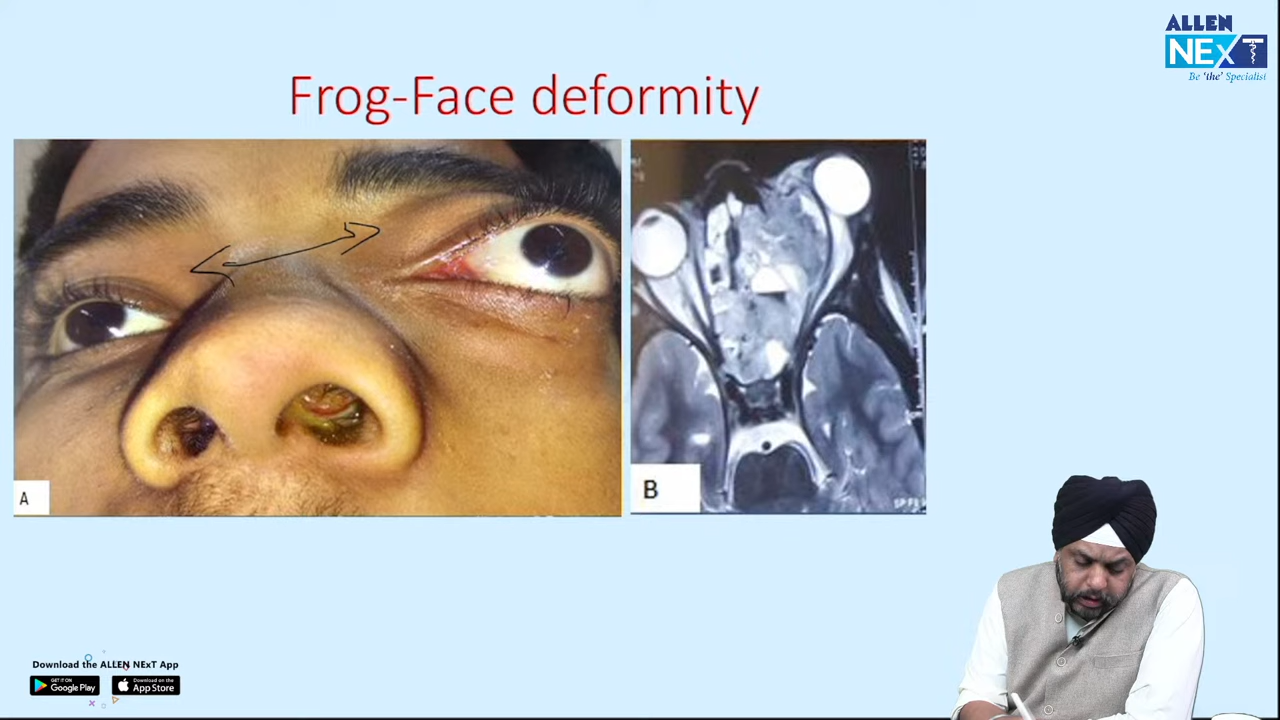 ALLEN
NExT
Be 'the' Specialist
Frog-Face deformity
A
B
Download the ALLEN NExT App
GET IT ON
Google Play
Download on the
App Store